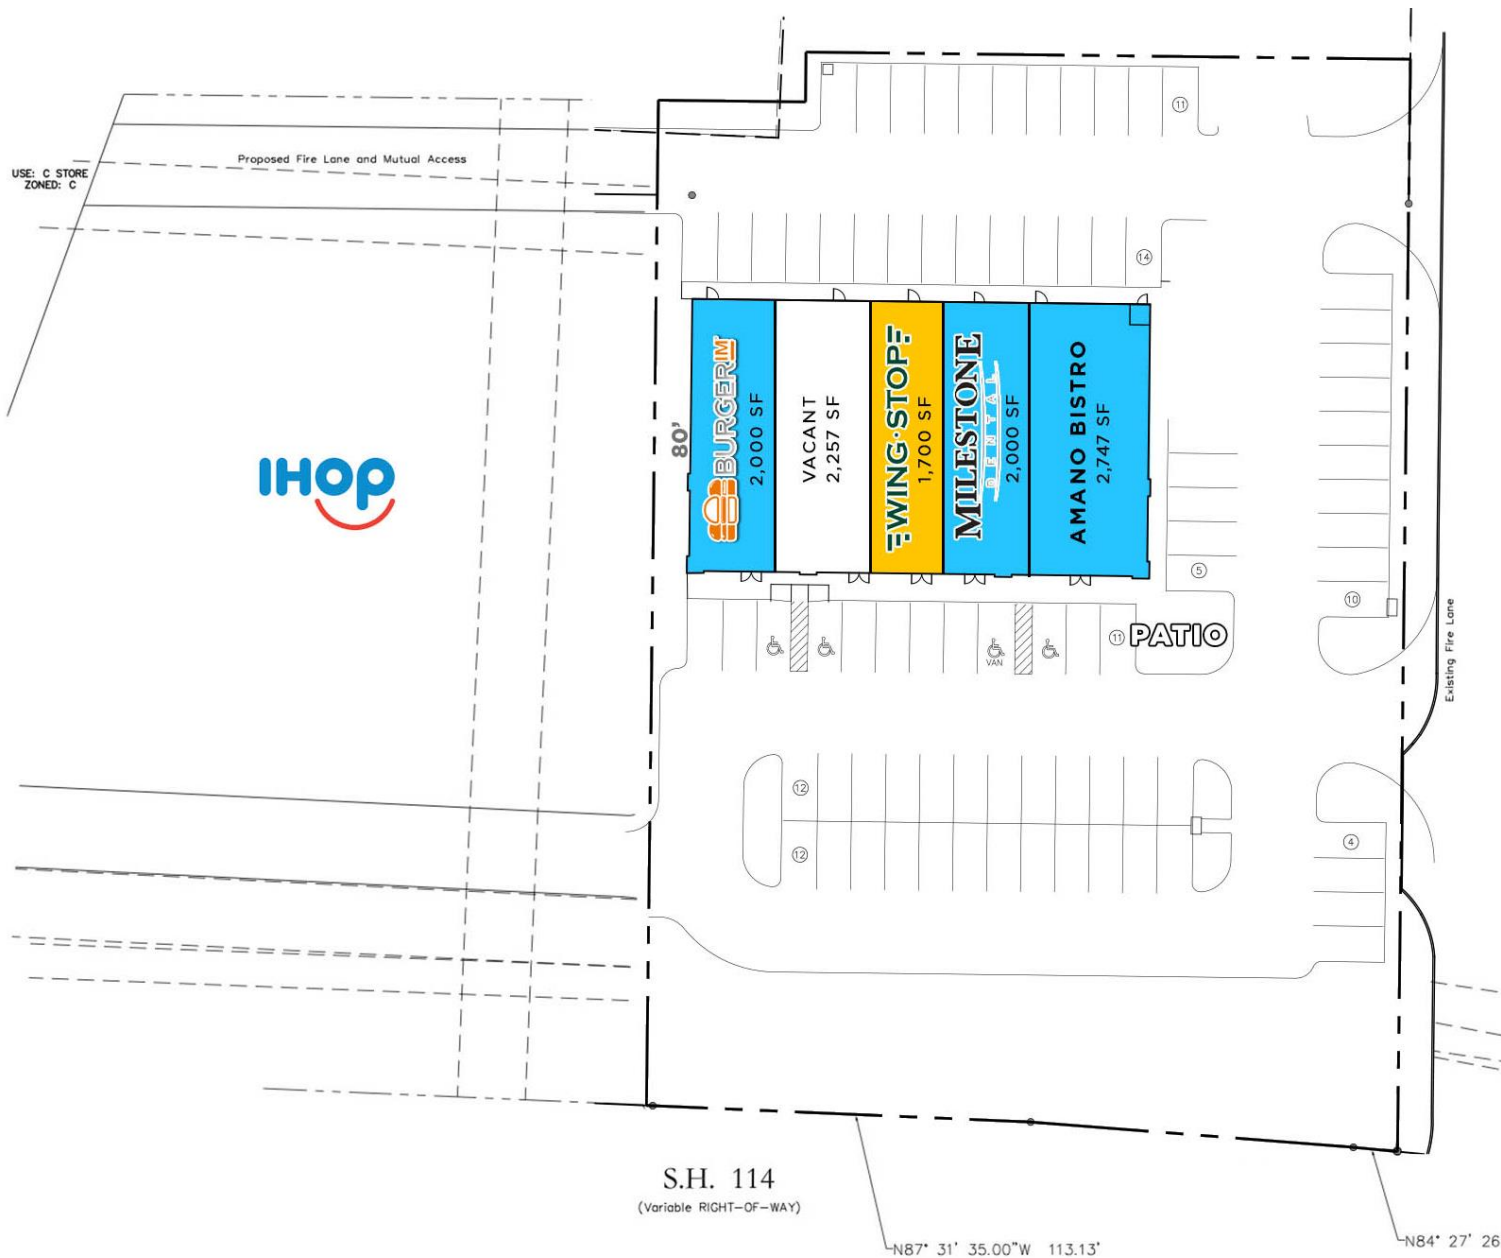 11
Proposed Fire Lane and Mutual Access
USE: C STORE
ZONED: C
14
80'
BURGERIM
2,000 SF
VACANT
2,257 SF
WING·STOP
1,700 SF
MILESTONE
DENTAL
2,000 SF
AMANO BISTRO
2,747 SF
IHOP
5
10
11
PATIO
VAN
Existing Fire Lane
12
12
4
S.H. 114
(Variable RIGHT-OF-WAY)
N87° 31' 35.00"W 113.13'
N84° 27' 26